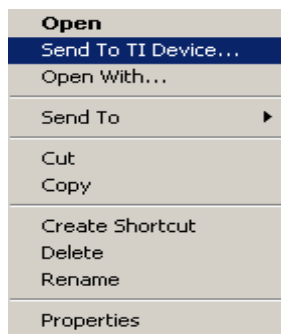 Open
Send To TI Device...
Open With...
Send To
Cut
Copy
Create Shortcut
Delete
Rename
Properties